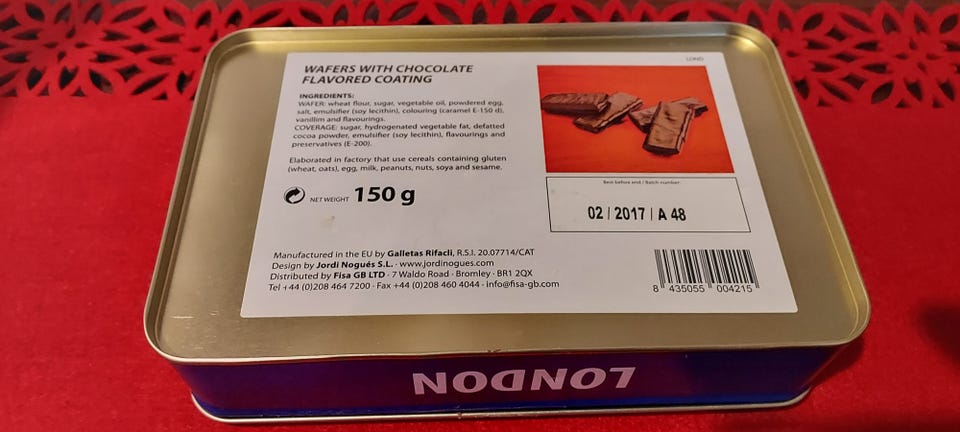 LOND
WAFERS WITH CHOCOLATE
FLAVORED COATING
INGREDIENTS:
WAFER: wheat flour, sugar, vegetable oil, powdered egg,
salt, emulsifier (soy lecithin), colouring (caramel E-150 d),
vanillim and flavourings.
COVERAGE: sugar, hydrogenated vegetable fat, defatted
cocoa powder, emulsifier (soy lecithin), flavourings and
preservatives (E-200).
Elaborated in factory that use cereals containing gluten
(wheat, oats), egg, milk, peanuts, nuts, soya and sesame.
NET WEIGHT 150 g
Best before end / Batch number:
02 / 2017 / A 48
Manufactured in the EU by Galletas Rifacli, R.S.I. 20.07714/CAT
Design by Jordi Nogués S.L. · www.jordinogues.com
Distributed by Fisa GB LTD · 7 Waldo Road · Bromley · BR1 2QX
Tel +44 (0)208 464 7200 · Fax +44 (0)208 460 4044 · info@fisa-gb.com
8 435055 004215
LONDON